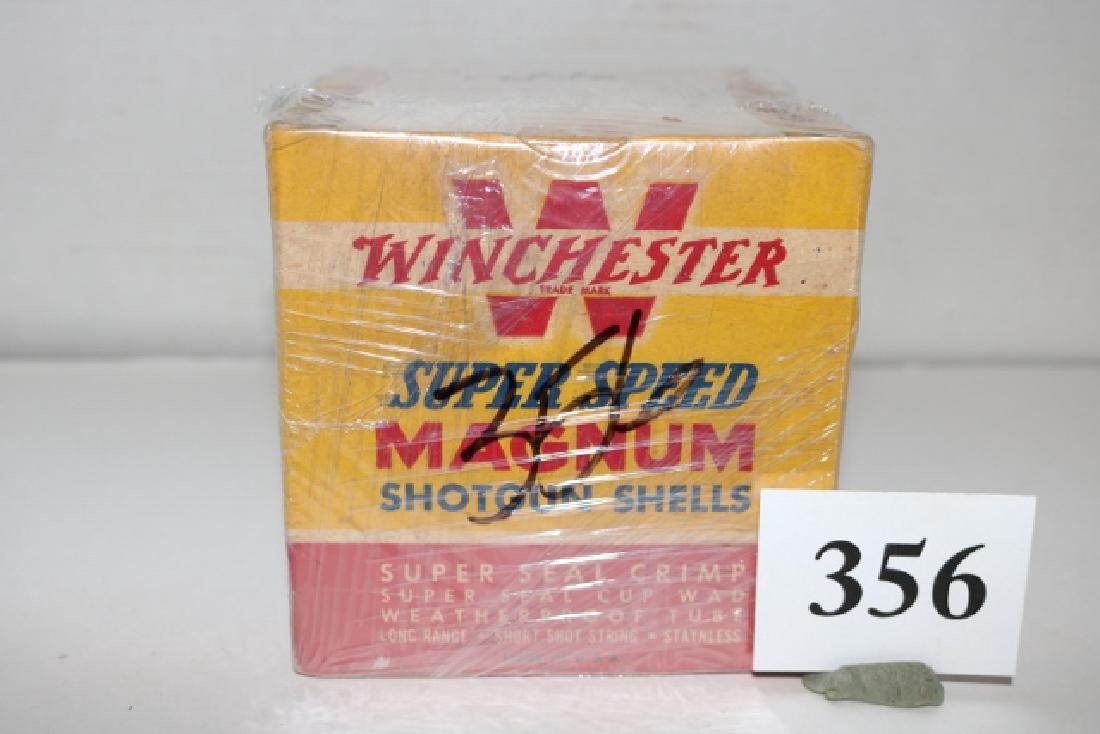 W
WINCHESTER
TRADE MARK
SUPER SPEED
MAGNUM
SHOTGUN SHELLS
SUPER SEAL CRIMP
SUPER SEAL CUP WAD
WEATHERPROOF TUBE
LONG RANGE • SHORT SHOT STRING • STAYNLESS
356
356